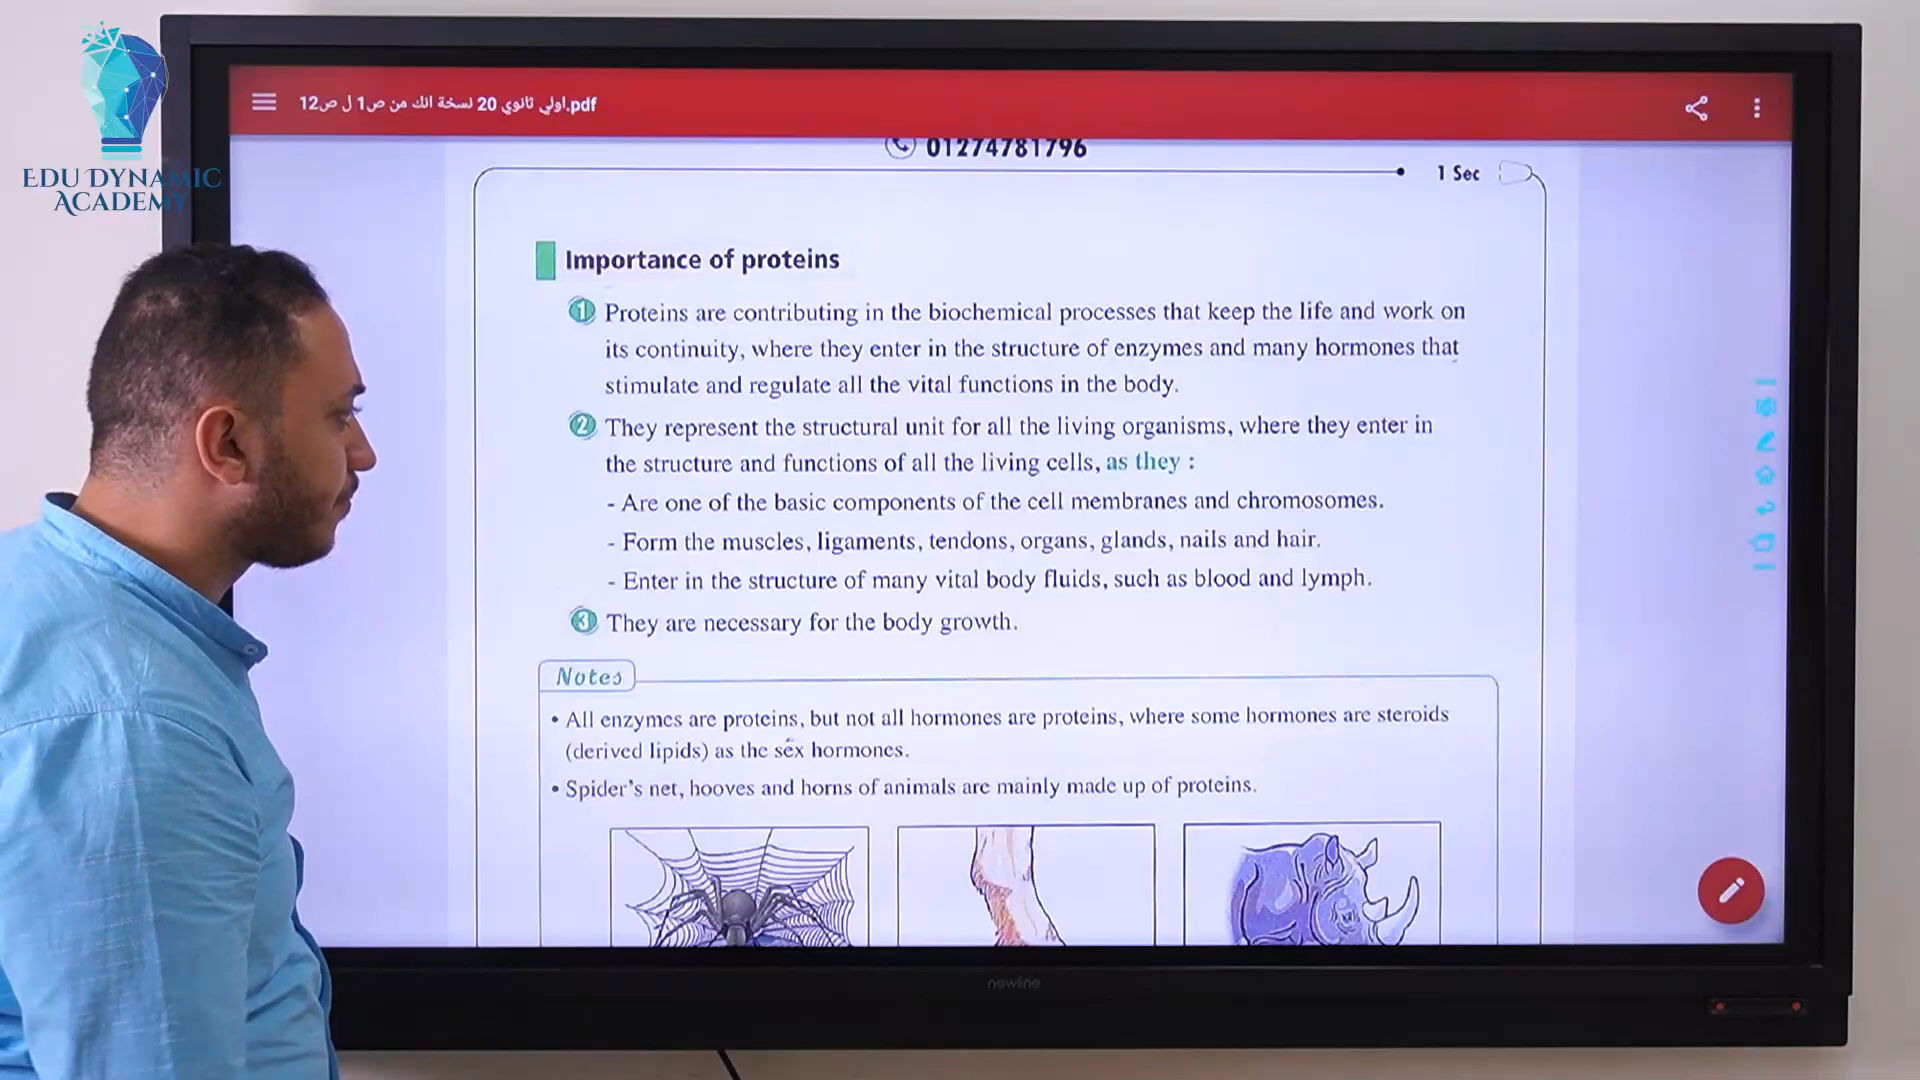 EDU DYNAMIC
ACADEMY
اولي ثانوي 20 نسخة انك من ص1 ل ص12.pdf
01274781796
1 Sec
Importance of proteins
1 Proteins are contributing in the biochemical processes that keep the life and work on
its continuity, where they enter in the structure of enzymes and many hormones that
stimulate and regulate all the vital functions in the body.
2 They represent the structural unit for all the living organisms, where they enter in
the structure and functions of all the living cells, as they :
- Are one of the basic components of the cell membranes and chromosomes.
- Form the muscles, ligaments, tendons, organs, glands, nails and hair.
- Enter in the structure of many vital body fluids, such as blood and lymph.
3 They are necessary for the body growth.
Notes
• All enzymes are proteins, but not all hormones are proteins, where some hormones are steroids
(derived lipids) as the sex hormones.
• Spider's net, hooves and horns of animals are mainly made up of proteins.
newline